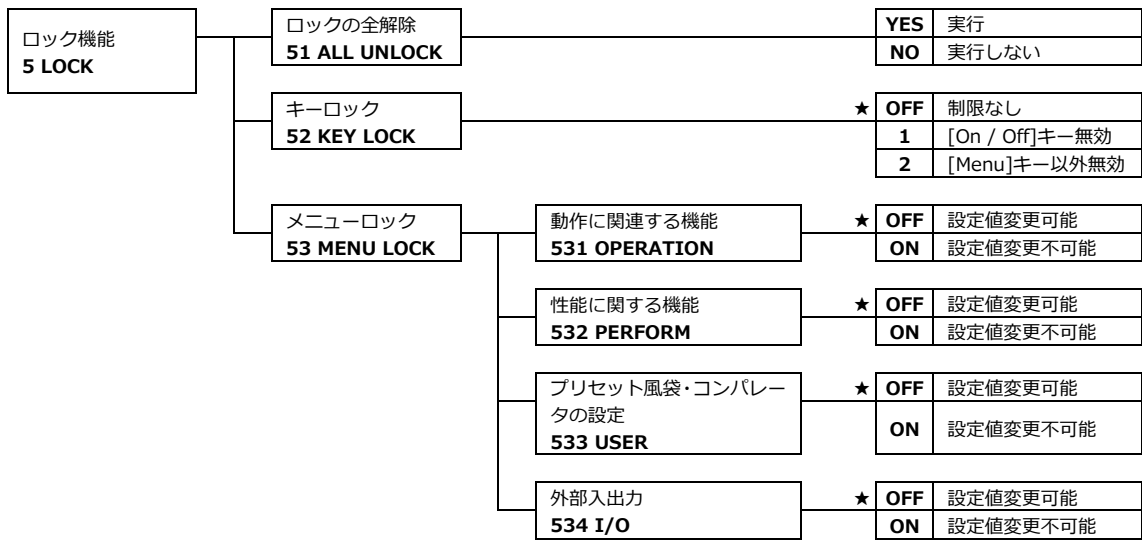 ロック機能
5 LOCK
ロックの全解除
51 ALL UNLOCK
YES 実行
NO 実行しない
キーロック
52 KEY LOCK
★ OFF 制限なし
1 [On / Off]キー無効
2 [Menu]キー以外無効
メニューロック
53 MENU LOCK
動作に関連する機能
531 OPERATION
★ OFF 設定値変更可能
ON 設定値変更不可能
性能に関する機能
532 PERFORM
★ OFF 設定値変更可能
ON 設定値変更不可能
プリセット風袋・コンパレー
タの設定
533 USER
★ OFF 設定値変更可能
ON 設定値変更不可能
外部入出力
534 I/O
★ OFF 設定値変更可能
ON 設定値変更不可能